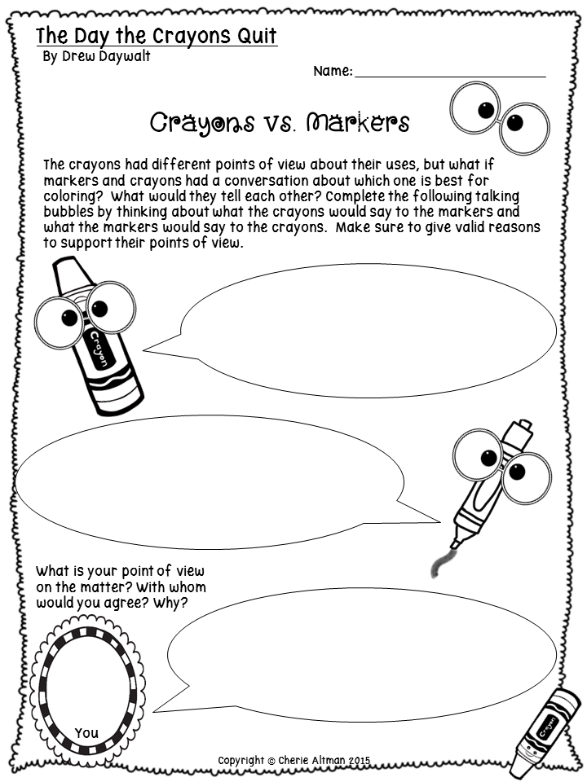 The Day the Crayons Quit
By Drew Daywalt
Name:
Crayons vs. Markers
The crayons had different points of view about their uses, but what if
markers and crayons had a conversation about which one is best for
coloring? What would they tell each other? Complete the following talking
bubbles by thinking about what the crayons would say to the markers and
what the markers would say to the crayons. Make sure to give valid reasons
to support their points of view.
Crayon
What is your point of view
on the matter? With whom
would you agree? Why?
You
Crayon
Copyright © Cherie Altman 2015